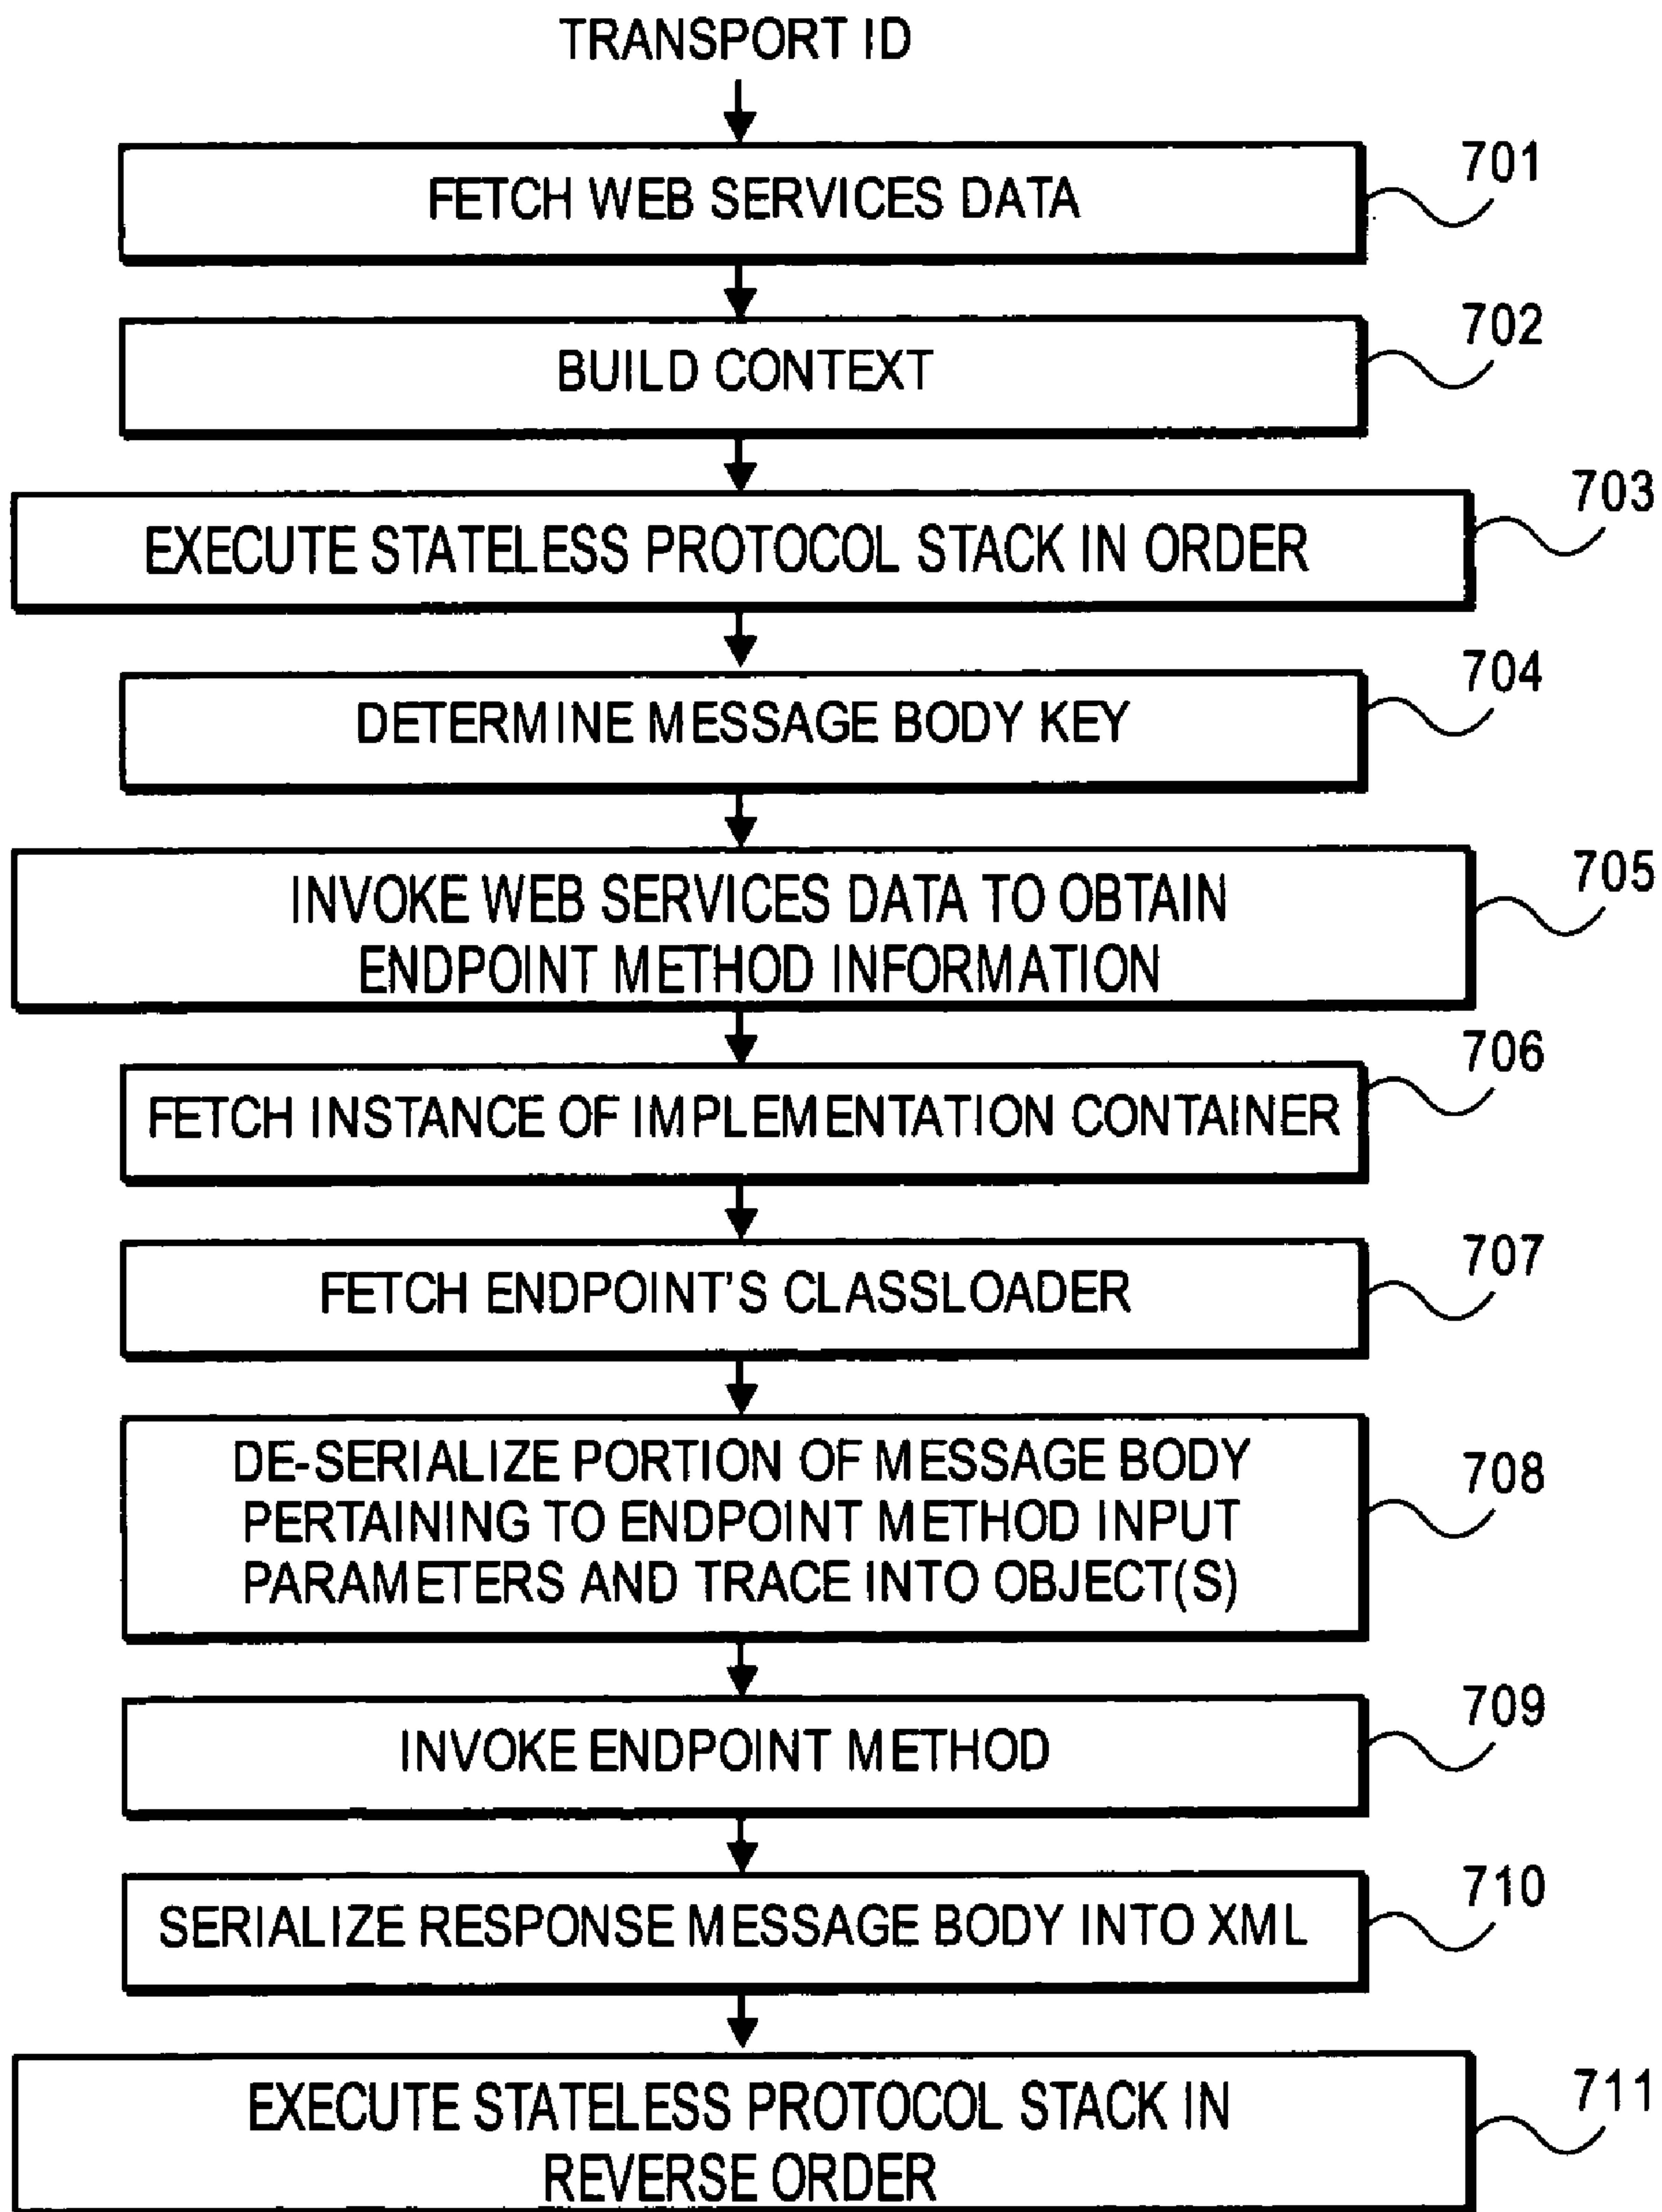 TRANSPORT ID
FETCH WEB SERVICES DATA
701
BUILD CONTEXT
702
EXECUTE STATELESS PROTOCOL STACK IN ORDER
703
DETERMINE MESSAGE BODY KEY
704
INVOKE WEB SERVICES DATA TO OBTAIN
ENDPOINT METHOD INFORMATION
705
FETCH INSTANCE OF IMPLEMENTATION CONTAINER
706
FETCH ENDPOINT'S CLASSLOADER
707
DE-SERIALIZE PORTION OF MESSAGE BODY
PERTAINING TO ENDPOINT METHOD INPUT
PARAMETERS AND TRACE INTO OBJECT(S)
708
INVOKE ENDPOINT METHOD
709
SERIALIZE RESPONSE MESSAGE BODY INTO XML
710
EXECUTE STATELESS PROTOCOL STACK IN
REVERSE ORDER
711